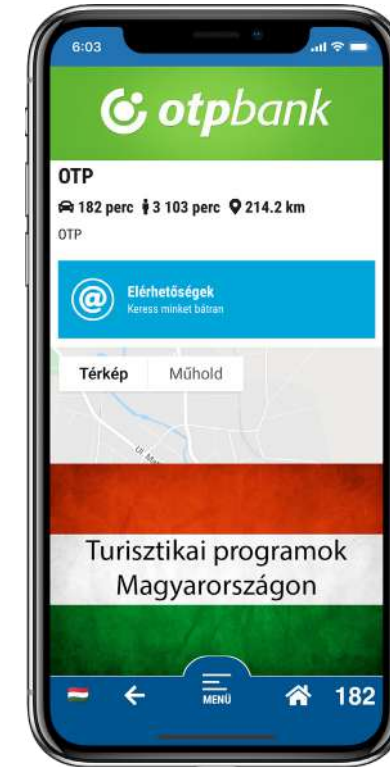 6:03
otpbank
OTP
182 perc 3 103 perc 214.2 km
OTP
@
Elérhetőségek
Keress minket bátran
Térkép Műhold
Turisztikai programok
Magyarországon
MENÜ
182